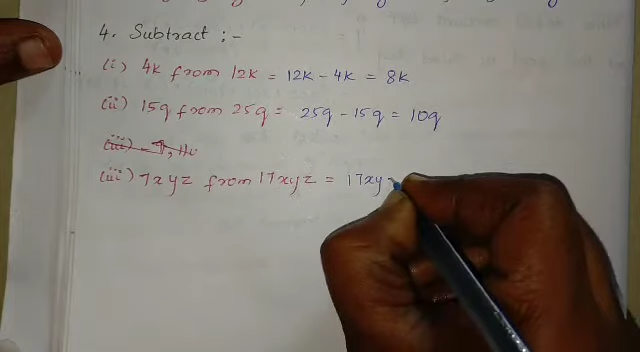 4. Subtract :-
(i) 4k from 12k = 12k - 4k = 8k
(ii) 15q from 25q = 25q - 15q = 10q
(iii)
(iii) 7xyz from 17xyz = 17xy